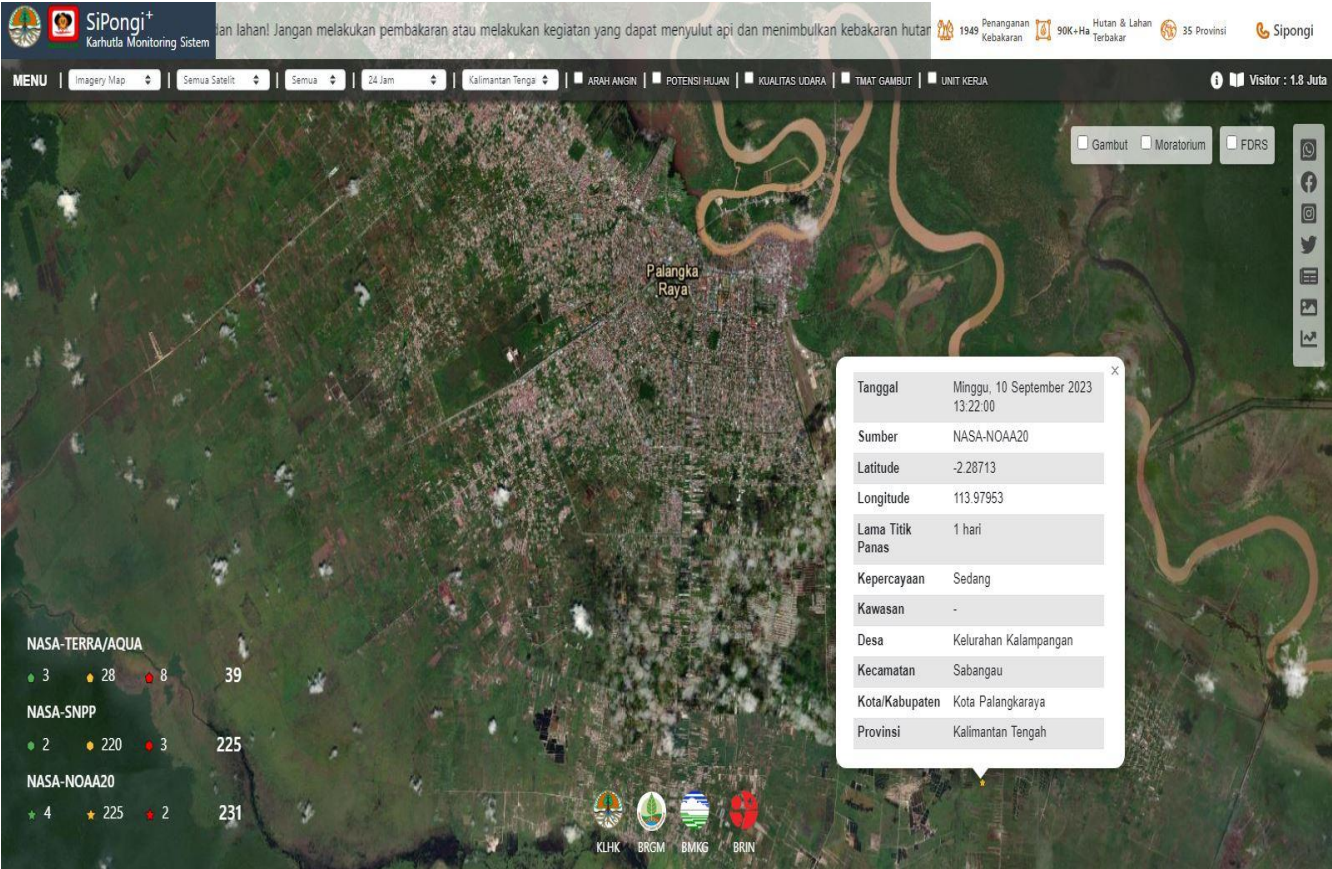 SiPongi+
Karhutla Monitoring Sistem
dan lahan! Jangan melakukan pembakaran atau melakukan kegiatan yang dapat menyulut api dan menimbulkan kebakaran hutan
1949 Penanganan Kebakaran
90K+Ha Hutan & Lahan Terbakar
35 Provinsi
Sipongi
MENU | Imagery Map | Semua Satelit | Semua | 24 Jam | Kalimantan Tenga | ARAH ANGIN | POTENSI HUJAN | KUALITAS UDARA | TMAT GAMBUT | UNIT KERJA
Visitor : 1.8 Juta
Gambut Moratorium FDRS
Palangka
Raya
X
Tanggal Minggu, 10 September 2023
13:22:00
Sumber NASA-NOAA20
Latitude -2.28713
Longitude 113.97953
Lama Titik Panas 1 hari
Kepercayaan Sedang
Kawasan -
Desa Kelurahan Kalampangan
Kecamatan Sabangau
Kota/Kabupaten Kota Palangkaraya
Provinsi Kalimantan Tengah
NASA-TERRA/AQUA
3 28 8 39
NASA-SNPP
2 220 3 225
NASA-NOAA20
4 225 2 231
KLHK BRGM BMKG BRIN